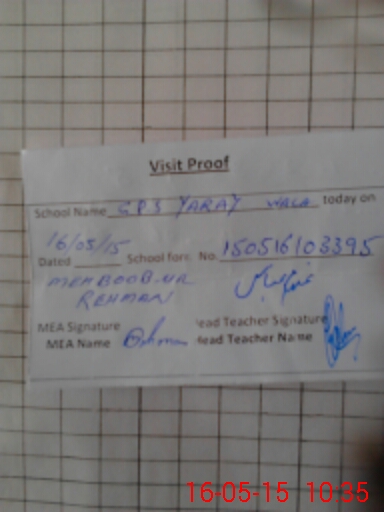 Visit Proof
School Name GPS YARAY WALA today on
16/05/15
Dated School form No. 150516103395
MEHBOOB-UR
REHMAN
MEA Signature Head Teacher Signature
MEA Name Rehman Head Teacher Name
16-05-15 10:35